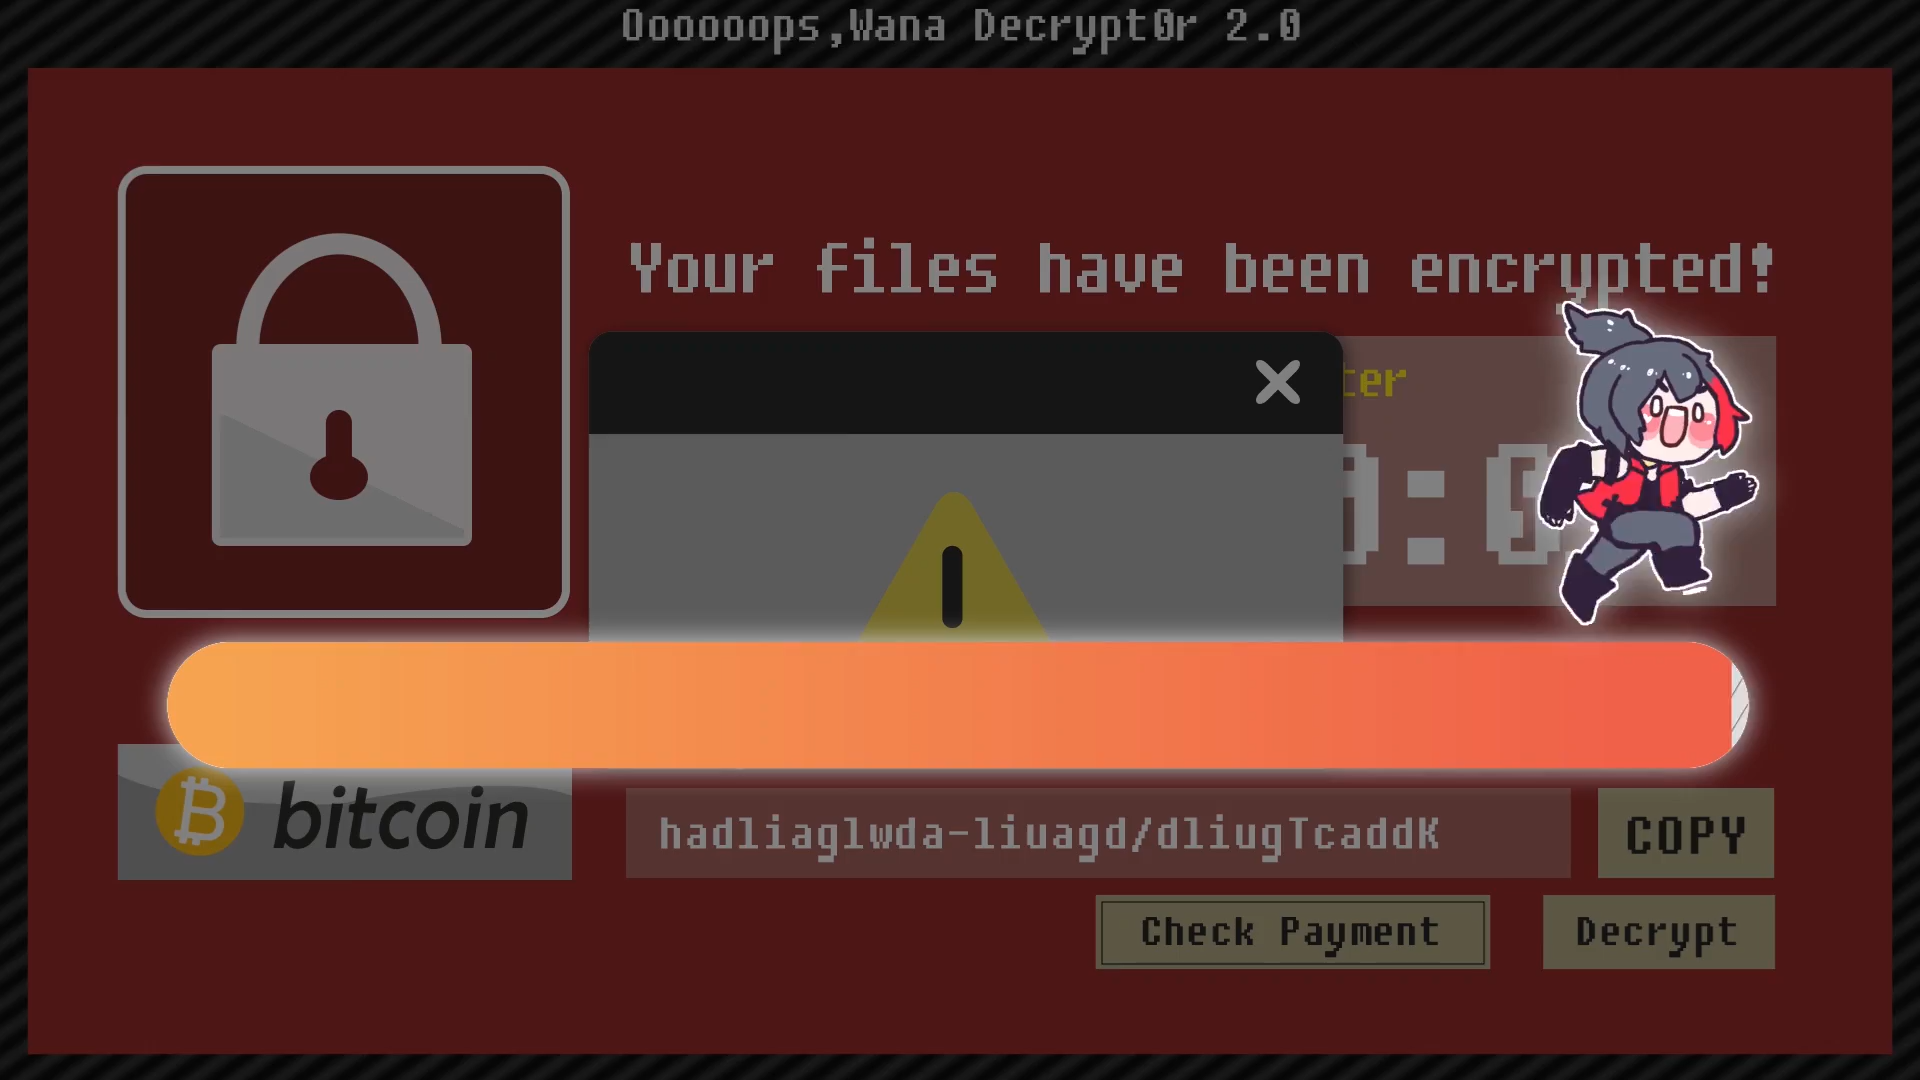 Oooooops,Wana Decrypt0r 2.0
Your files have been encrypted!
ter
bitcoin
hadliaglwda-liuagd/dliugTcaddK
COPY
Check Payment
Decrypt